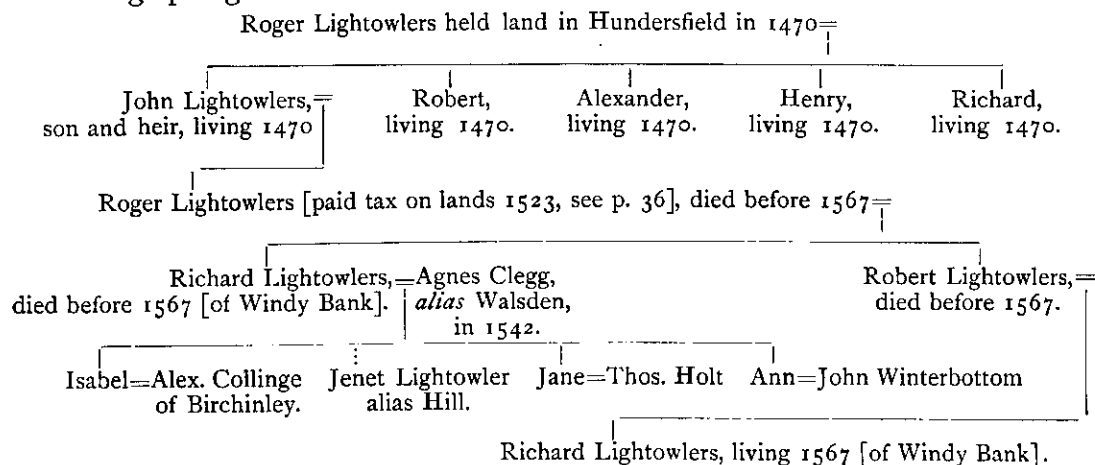 Roger Lightowlers held land in Hundersfield in 1470=
John Lightowlers,= Robert, Alexander, Henry, Richard,
son and heir, living 1470 living 1470. living 1470. living 1470. living 1470.
Roger Lightowlers [paid tax on lands 1523, see p. 36], died before 1567=
Richard Lightowlers,=Agnes Clegg, Robert Lightowlers,=
died before 1567 [of Windy Bank]. alias Walsden, died before 1567.
in 1542.
Isabel=Alex. Collinge Jenet Lightowler Jane=Thos. Holt Ann=John Winterbottom
of Birchinley. alias Hill.
Richard Lightowlers, living 1567 [of Windy Bank].